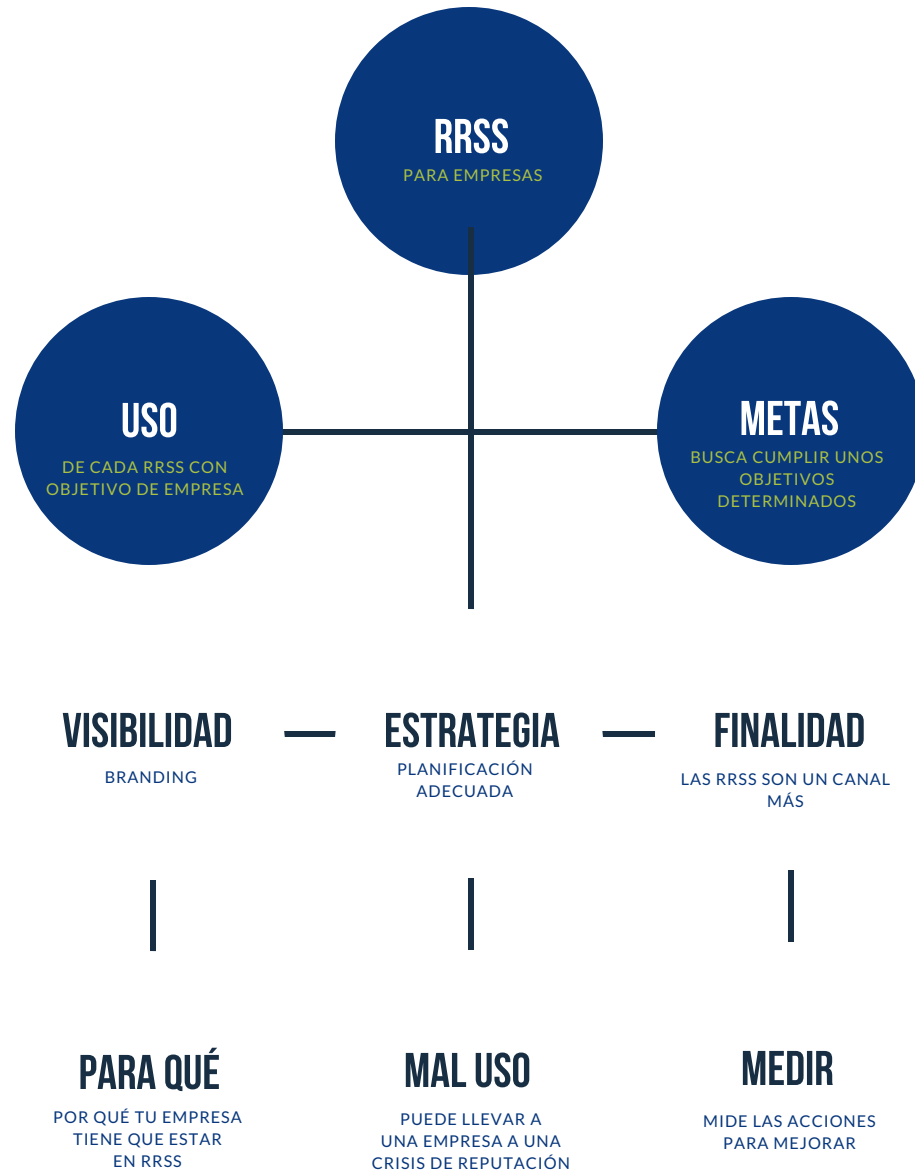 RRSS
PARA EMPRESAS
USO
DE CADA RRSS CON
OBJETIVO DE EMPRESA
METAS
BUSCA CUMPLIR UNOS
OBJETIVOS
DETERMINADOS
VISIBILIDAD
BRANDING
ESTRATEGIA
PLANIFICACIÓN
ADECUADA
FINALIDAD
LAS RRSS SON UN CANAL
MÁS
PARA QUÉ
POR QUÉ TU EMPRESA
TIENE QUE ESTAR
EN RRSS
MAL USO
PUEDE LLEVAR A
UNA EMPRESA A UNA
CRISIS DE REPUTACIÓN
MEDIR
MIDE LAS ACCIONES
PARA MEJORAR